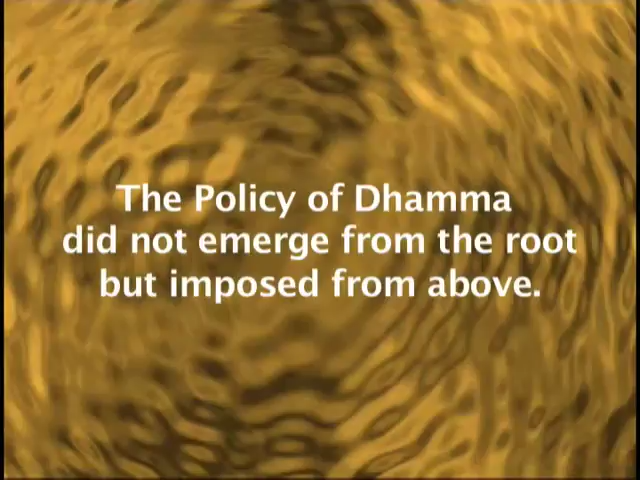 The Policy of Dhamma
did not emerge from the root
but imposed from above.